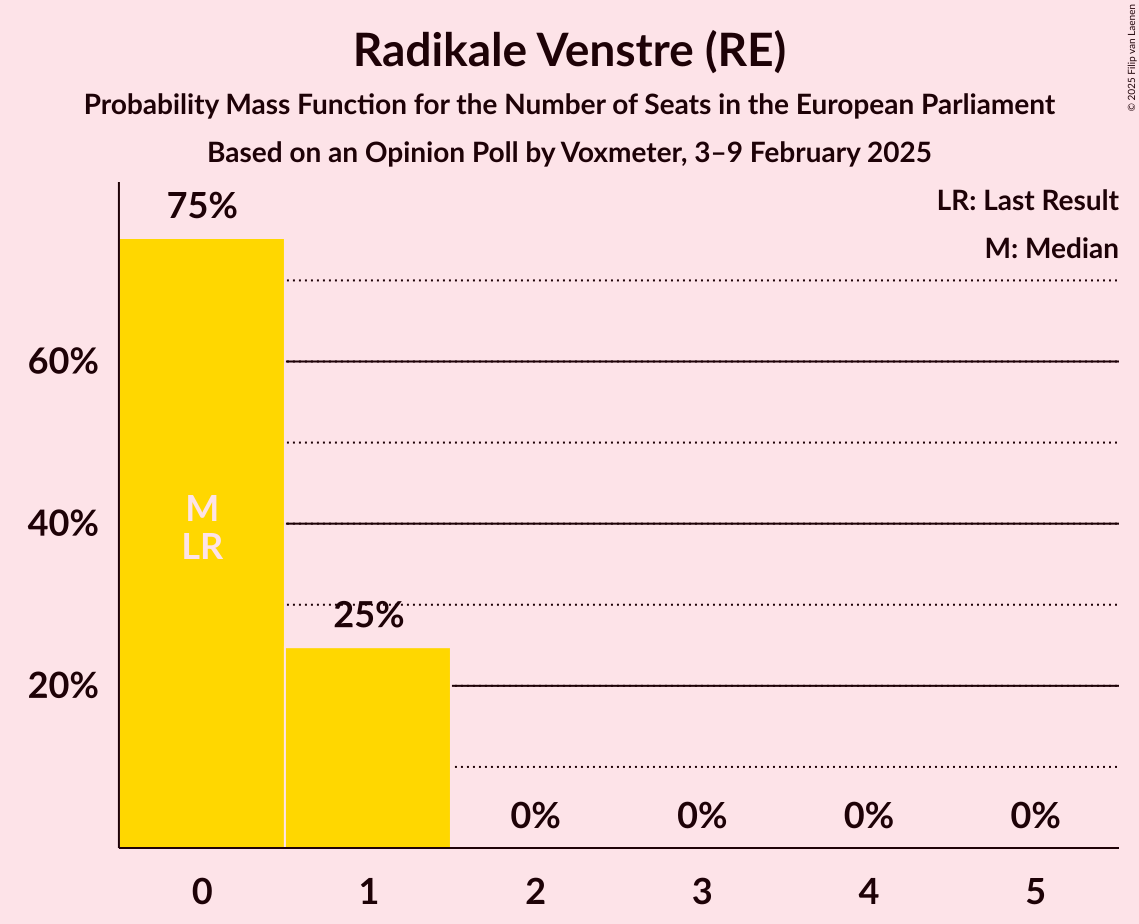 Radikale Venstre (RE)
Probability Mass Function for the Number of Seats in the European Parliament
Based on an Opinion Poll by Voxmeter, 3–9 February 2025
© 2025 Filip van Laenen
LR: Last Result
M: Median
75%
60%
40%
20%
M
LR
25%
0%
0%
0%
0%
0
1
2
3
4
5